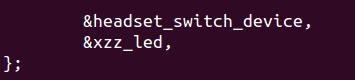 &headset_switch_device,
&xzz_led,
};